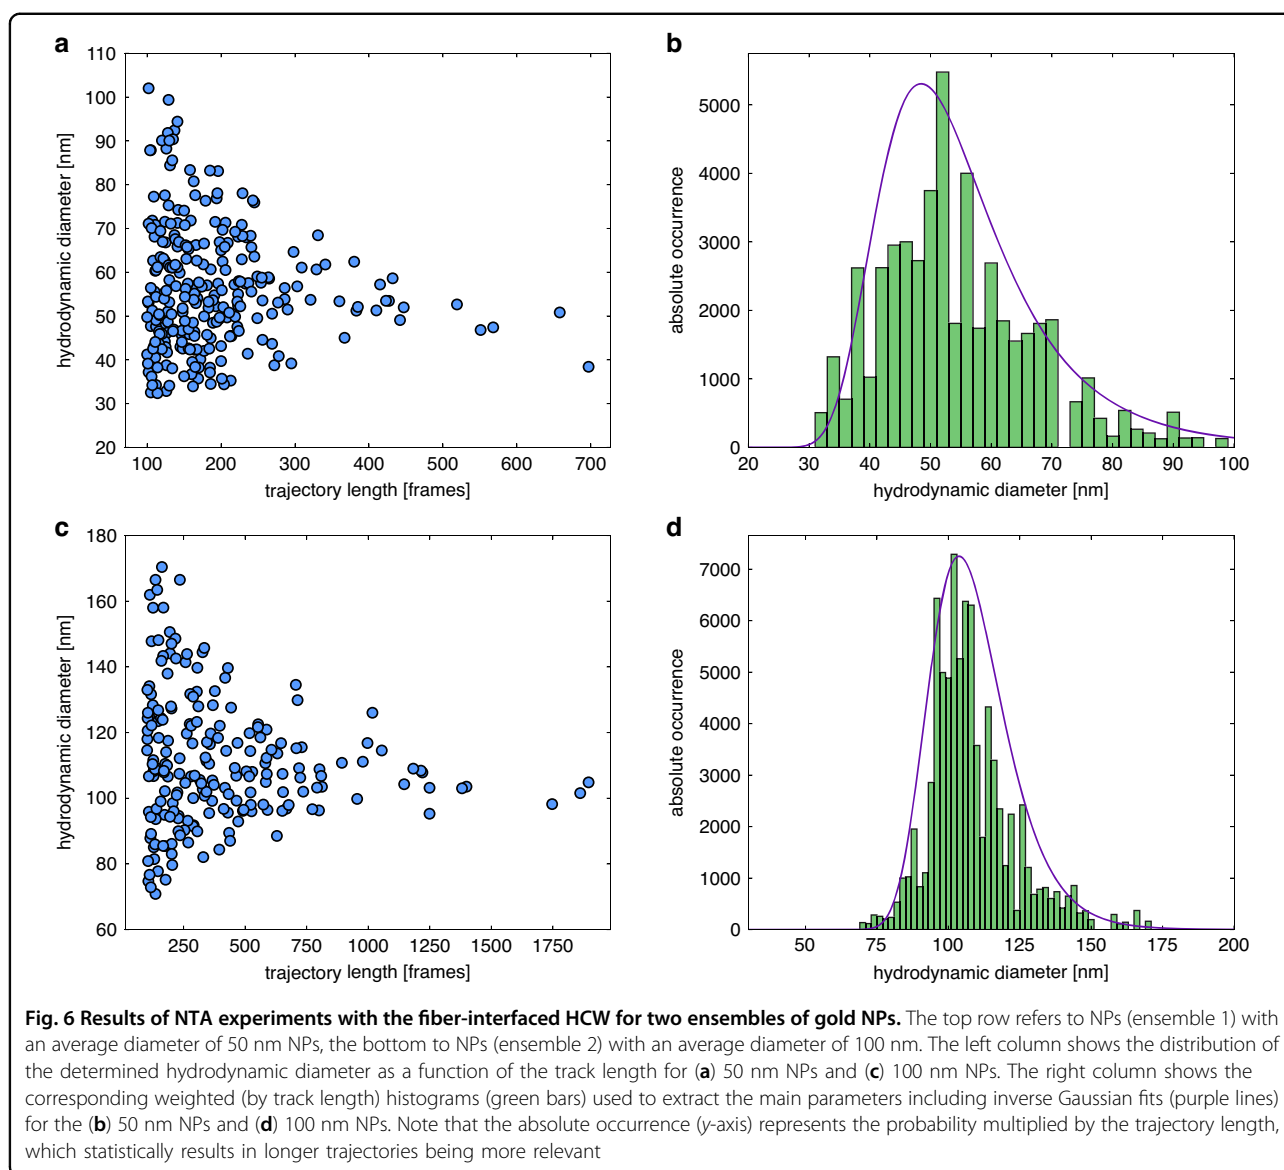 a
110
100
90
80
70
60
50
40
30
20
hydrodynamic diameter [nm]
100 200 300 400 500 600 700
trajectory length [frames]
b
5000
4000
3000
2000
1000
0
absolute occurrence
20 30 40 50 60 70 80 90 100
hydrodynamic diameter [nm]
c
180
160
140
120
100
80
60
hydrodynamic diameter [nm]
250 500 750 1000 1250 1500 1750
trajectory length [frames]
d
7000
6000
5000
4000
3000
2000
1000
0
absolute occurrence
50 75 100 125 150 175 200
hydrodynamic diameter [nm]
Fig. 6 Results of NTA experiments with the fiber-interfaced HCW for two ensembles of gold NPs. The top row refers to NPs (ensemble 1) with
an average diameter of 50 nm NPs, the bottom to NPs (ensemble 2) with an average diameter of 100 nm. The left column shows the distribution of
the determined hydrodynamic diameter as a function of the track length for (a) 50 nm NPs and (c) 100 nm NPs. The right column shows the
corresponding weighted (by track length) histograms (green bars) used to extract the main parameters including inverse Gaussian fits (purple lines)
for the (b) 50 nm NPs and (d) 100 nm NPs. Note that the absolute occurrence (y-axis) represents the probability multiplied by the trajectory length,
which statistically results in longer trajectories being more relevant